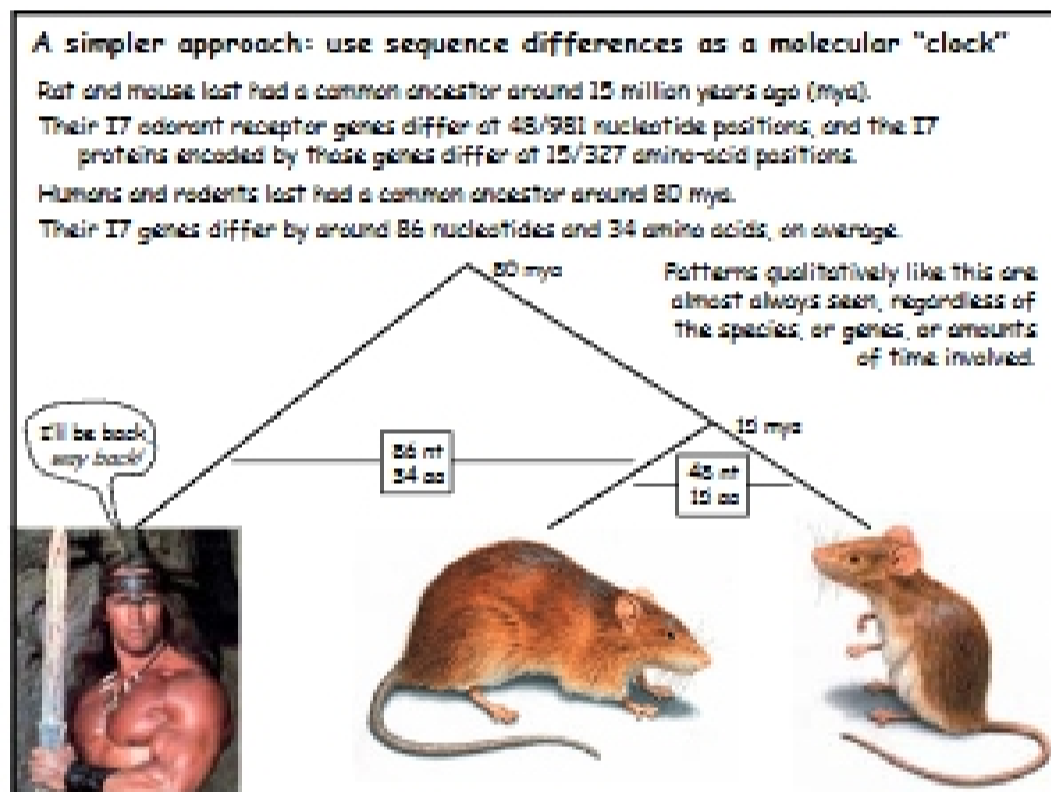 A simpler approach: use sequence differences as a molecular "clock"
Rat and mouse last had a common ancestor around 15 million years ago (mya).
Their I7 odorant receptor genes differ at 48/981 nucleotide positions, and the I7
proteins encoded by those genes differ at 15/327 amino-acid positions.
Humans and rodents last had a common ancestor around 80 mya.
Their I7 genes differ by around 86 nucleotides and 34 amino acids, on average.
80 mya
Patterns qualitatively like this are
almost always seen, regardless of
the species, or genes, or amounts
of time involved.
15 mya
I'll be back,
way back!
86 nt
34 aa
48 nt
15 aa